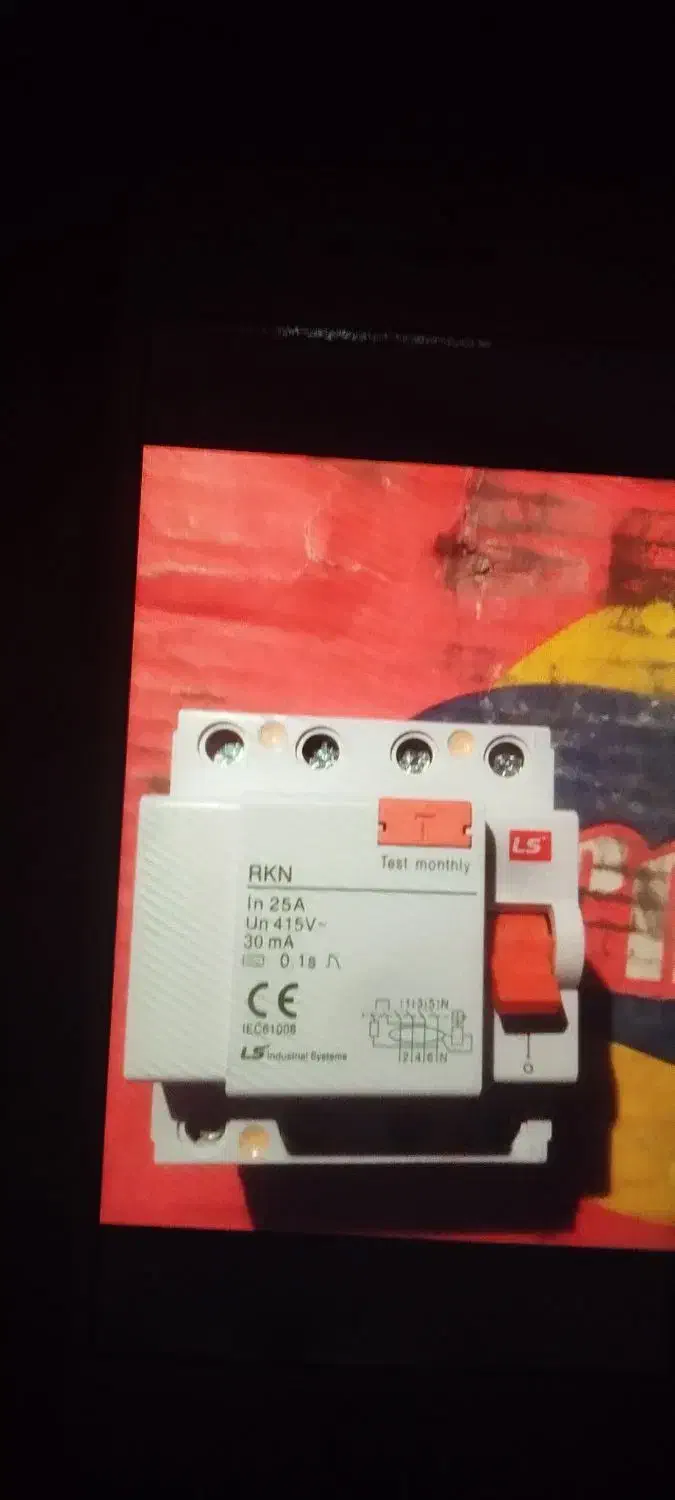 T
Test monthly
LS
RKN
In 25A
Un 415V~
30 mA
0.1s
CE
IEC61008
LS Industrial Systems
1 3 5 N
2 4 6 N
O